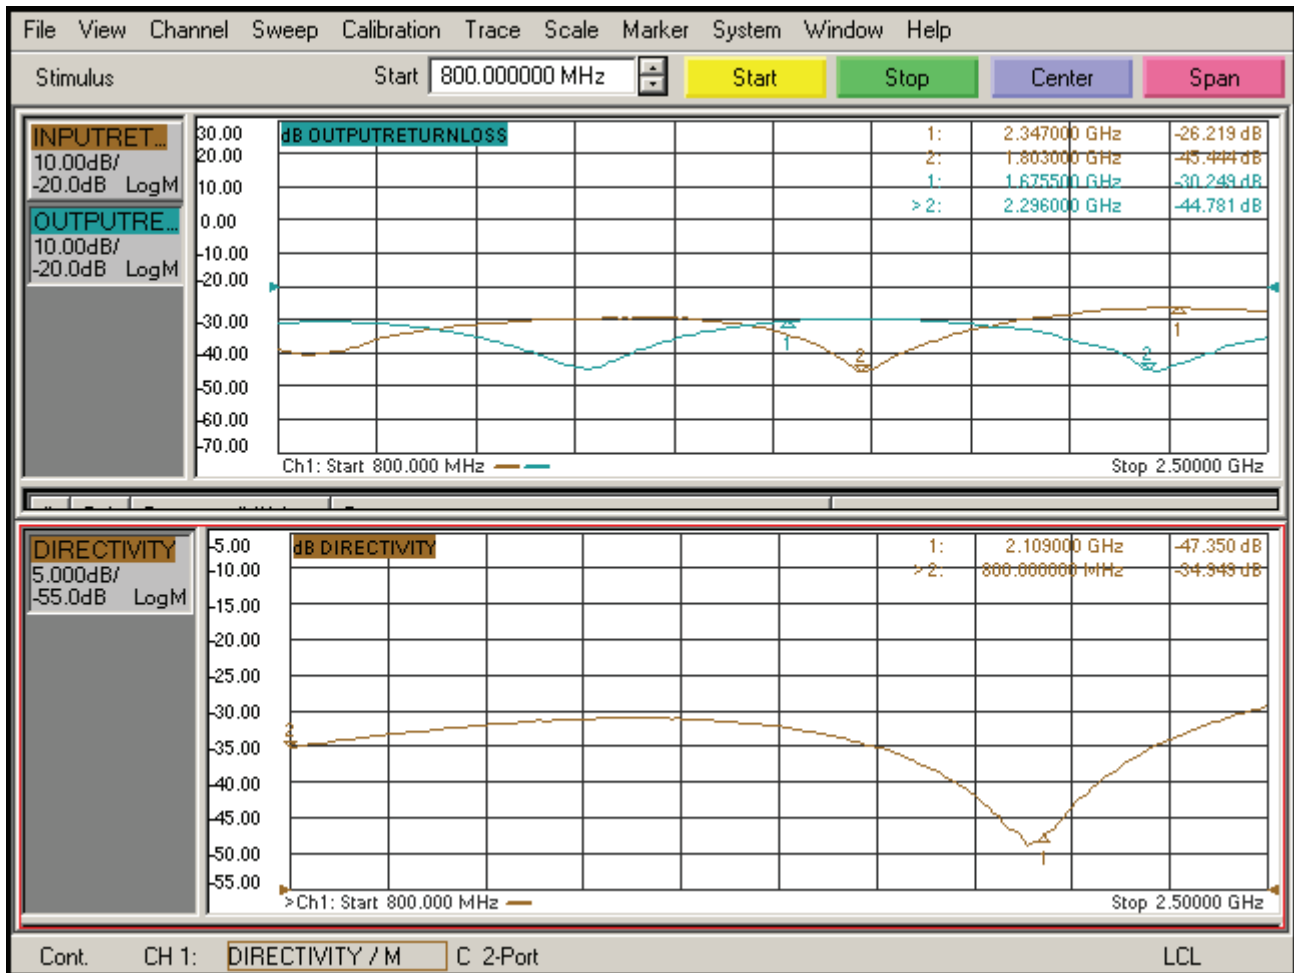 File View Channel Sweep Calibration Trace Scale Marker System Window Help
Stimulus Start 800.000000 MHz Start Stop Center Span
INPUTRET...
10.00dB/
-20.0dB LogM
OUTPUTRE...
10.00dB/
-20.0dB LogM
30.00
20.00
10.00
0.00
-10.00
-20.00
-30.00
-40.00
-50.00
-60.00
-70.00
dB OUTPUTRETURNLOSS
1: 2.347000 GHz -26.219 dB
2: 1.803000 GHz -45.444 dB
1: 1.675500 GHz -30.249 dB
>2: 2.296000 GHz -44.781 dB
1
2
2
1
Ch1: Start 800.000 MHz
Stop 2.50000 GHz
DIRECTIVITY
5.000dB/
-55.0dB LogM
-5.00
-10.00
-15.00
-20.00
-25.00
-30.00
-35.00
-40.00
-45.00
-50.00
-55.00
dB DIRECTIVITY
1: 2.109000 GHz -47.350 dB
>2: 800.000000 MHz -34.949 dB
2
1
>Ch1: Start 800.000 MHz
Stop 2.50000 GHz
Cont. CH 1: DIRECTIVITY / M C 2-Port LCL